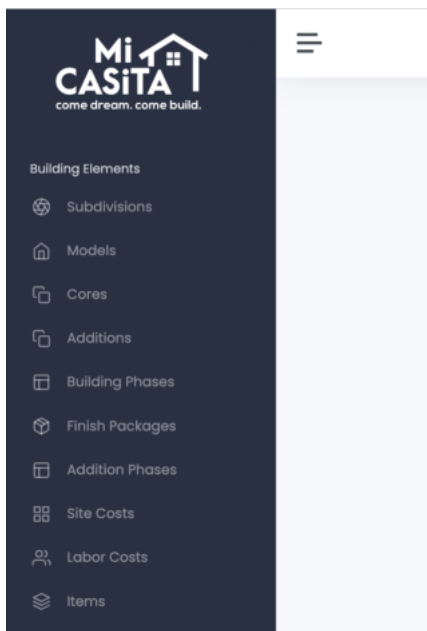 Mi
CASiTA
come dream. come build.
Building Elements
Subdivisions
Models
Cores
Additions
Building Phases
Finish Packages
Addition Phases
Site Costs
Labor Costs
Items